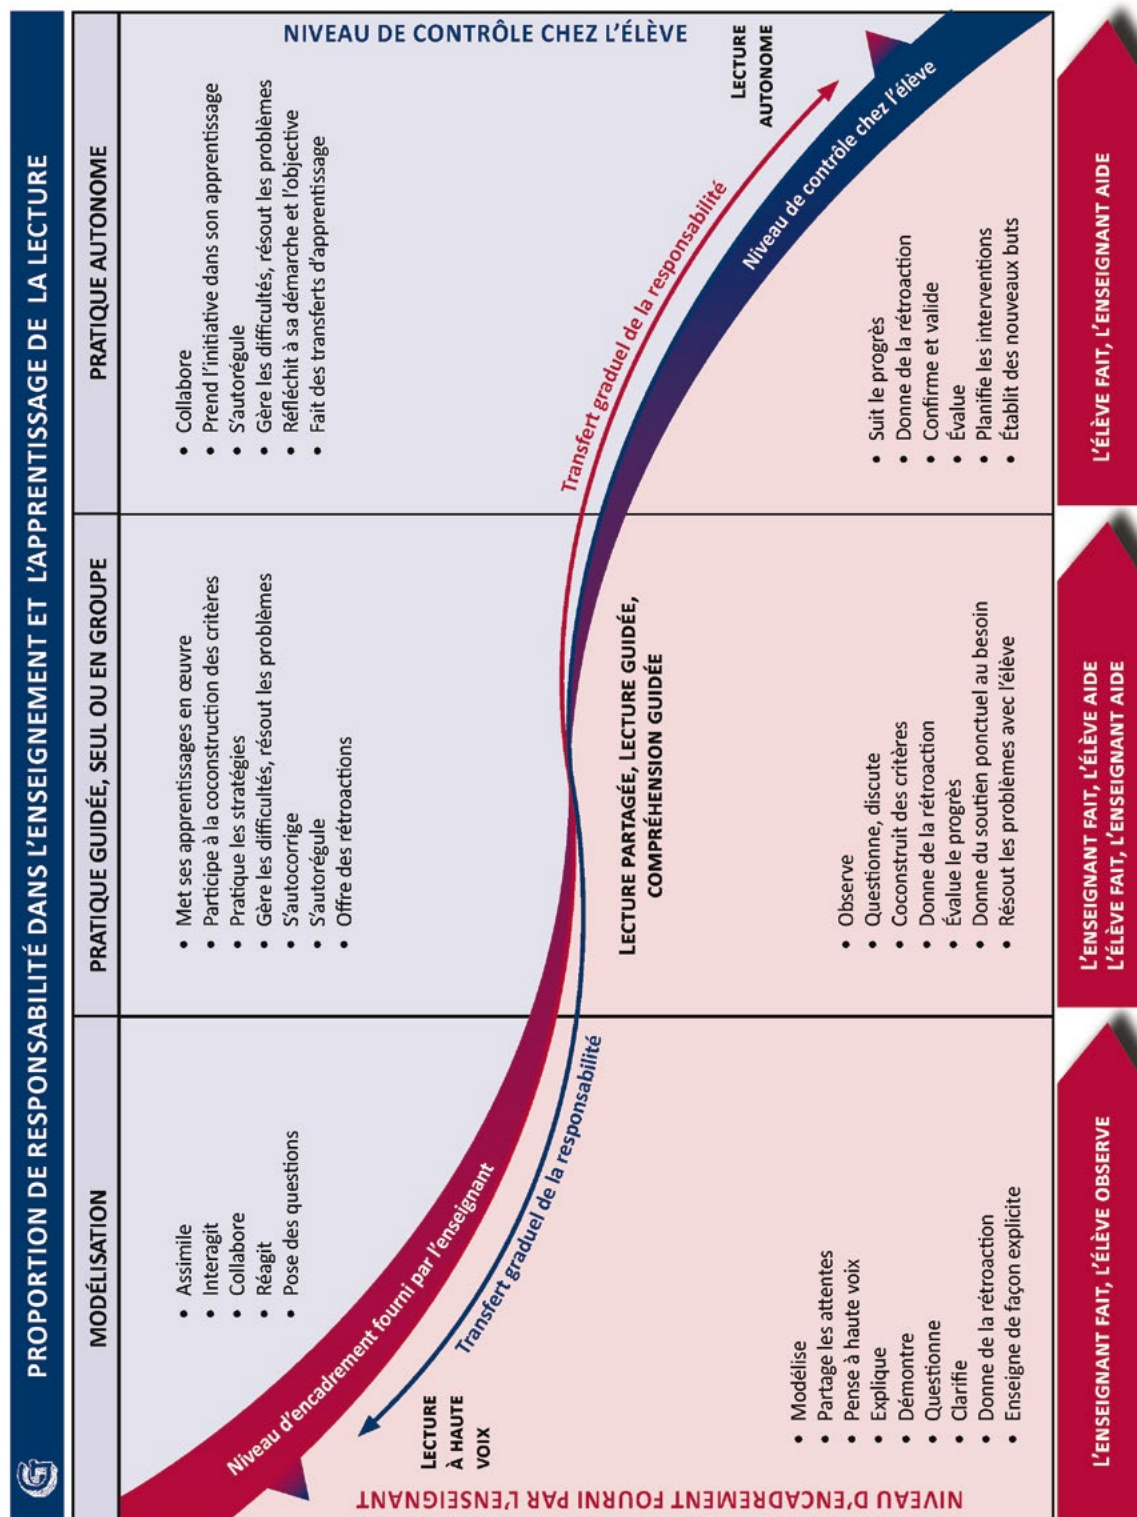 PROPORTION DE RESPONSABILITÉ DANS L'ENSEIGNEMENT ET L'APPRENTISSAGE DE LA LECTURE
MODÉLISATION
PRATIQUE GUIDÉE, SEUL OU EN GROUPE
PRATIQUE AUTONOME
• Assimile
• Interagit
• Collabore
• Réagit
• Pose des questions
• Met ses apprentissages en œuvre
• Participe à la coconstruction des critères
• Pratique les stratégies
• Gère les difficultés, résout les problèmes
• S'autocorrige
• S'autorégule
• Offre des rétroactions
• Collabore
• Prend l'initiative dans son apprentissage
• S'autorégule
• Gère les difficultés, résout les problèmes
• Réfléchit à sa démarche et l'objective
• Fait des transferts d'apprentissage
NIVEAU DE CONTRÔLE CHEZ L'ÉLÈVE
Niveau d'encadrement fourni par l'enseignant
Transfert graduel de la responsabilité
LECTURE
À HAUTE
VOIX
Transfert graduel de la responsabilité
LECTURE
AUTONOME
Niveau de contrôle chez l'élève
LECTURE PARTAGÉE, LECTURE GUIDÉE,
COMPRÉHENSION GUIDÉE
NIVEAU D'ENCADREMENT FOURNI PAR L'ENSEIGNANT
• Modélise
• Partage les attentes
• Pense à haute voix
• Explique
• Démontre
• Questionne
• Clarifie
• Donne de la rétroaction
• Enseigne de façon explicite
• Observe
• Questionne, discute
• Coconstruit des critères
• Donne de la rétroaction
• Évalue le progrès
• Donne du soutien ponctuel au besoin
• Résout les problèmes avec l'élève
• Suit le progrès
• Donne de la rétroaction
• Confirme et valide
• Évalue
• Planifie les interventions
• Établit des nouveaux buts
L'ENSEIGNANT FAIT, L'ÉLÈVE OBSERVE
L'ENSEIGNANT FAIT, L'ÉLÈVE AIDE
L'ÉLÈVE FAIT, L'ENSEIGNANT AIDE
L'ÉLÈVE FAIT, L'ENSEIGNANT AIDE